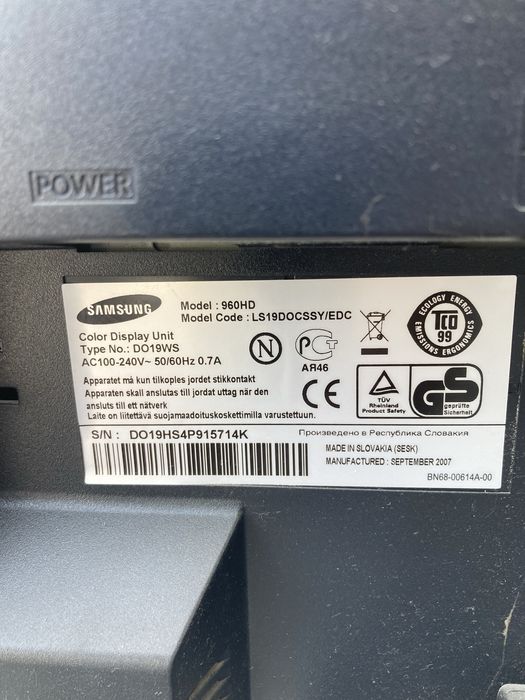 POWER
SAMSUNG
Model : 960HD
Model Code : LS19DOCSSY/EDC
Color Display Unit
Type No.: DO19WS
AC100-240V~ 50/60Hz 0.7A
N
АЯ46
ECOLOGY ENERGY
TCO
99
EMISSIONS ERGONOMICS
Apparatet må kun tilkoples jordet stikkontakt
Apparaten skall anslutas till jordat uttag när den
ansluts till ett nätverk
Laite on liitettävä suojamaadoituskoskettimilla varustettuun.
CE
TÜV
Rheinland
Product Safety
GS
geprüfte
Sicherheit
S/N : DO19HS4P915714K
Произведено в Республика Словакия
MADE IN SLOVAKIA (SESK)
MANUFACTURED : SEPTEMBER 2007
BN68-00614A-00